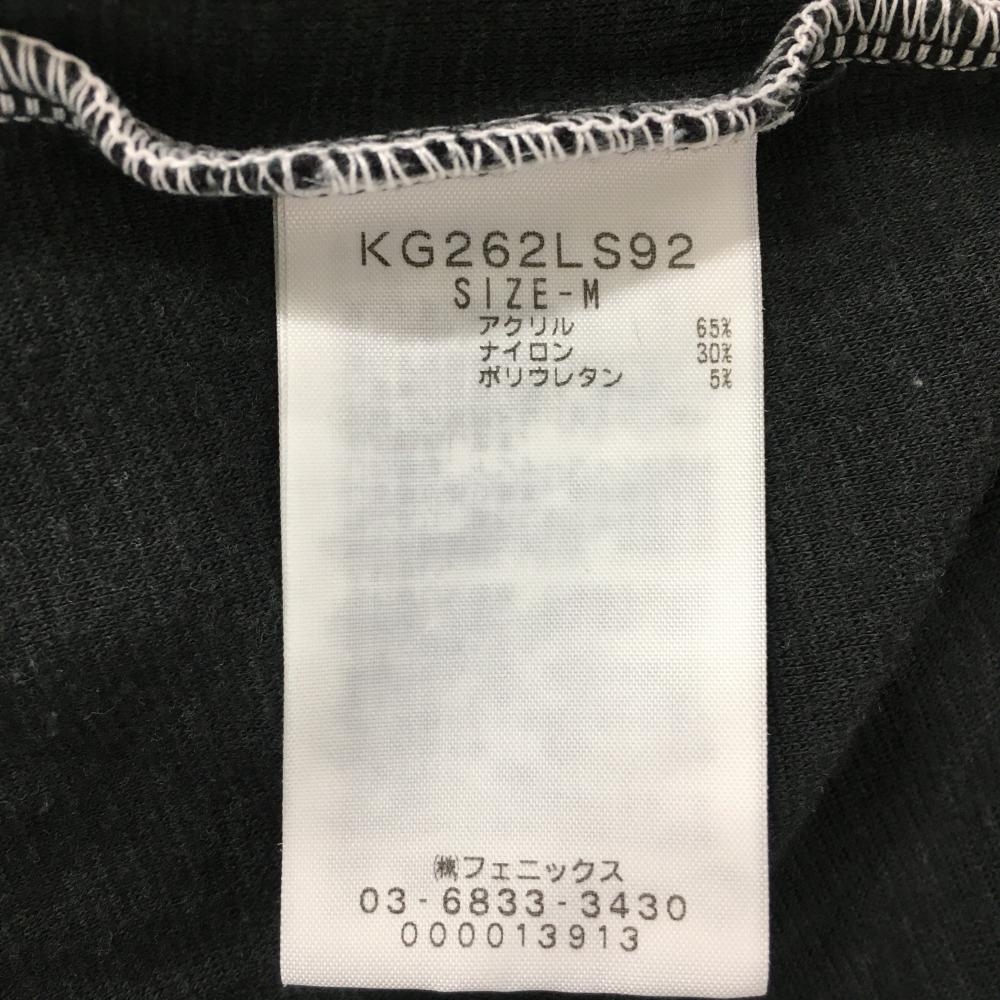 KG262LS92
SIZE-M
アクリル 65%
ナイロン 30%
ポリウレタン 5%
㈱フェニックス
03-6833-3430
000013913